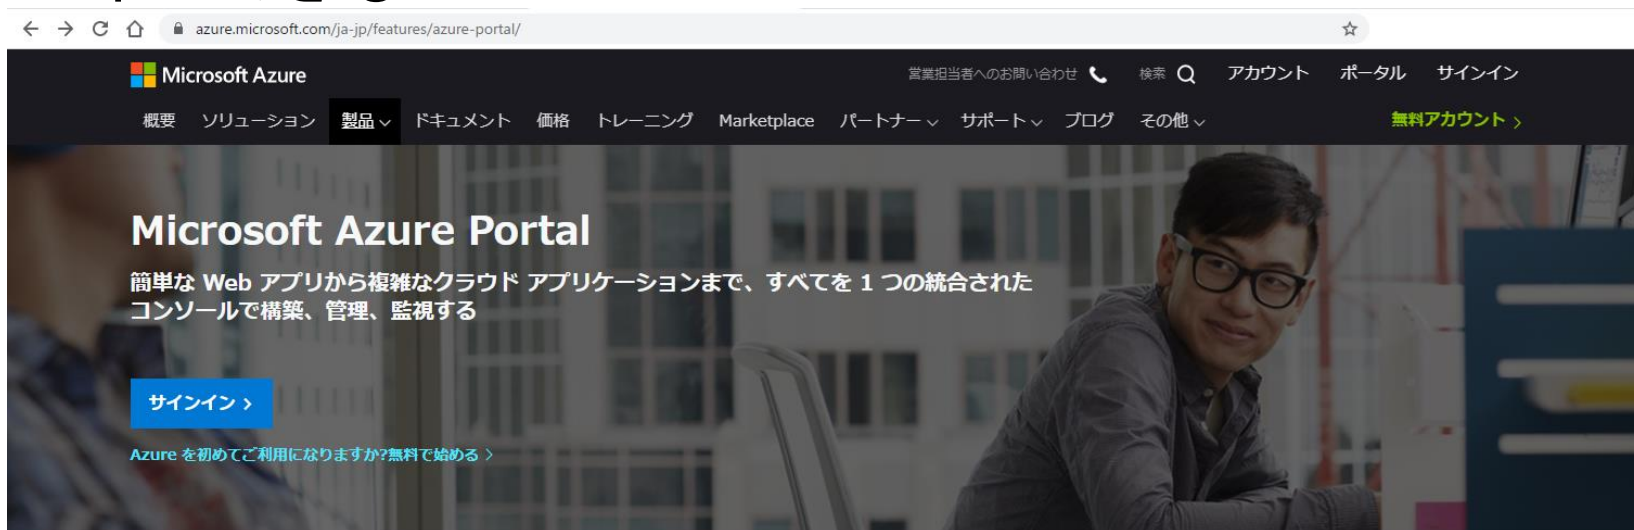 azure.microsoft.com/ja-jp/features/azure-portal/
Microsoft Azure
営業担当者へのお問い合わせ 検索 アカウント ポータル サインイン
概要 ソリューション 製品 ドキュメント 価格 トレーニング Marketplace パートナー サポート ブログ その他 無料アカウント >
Microsoft Azure Portal
簡単な Web アプリから複雑なクラウド アプリケーションまで、すべてを 1 つの統合された
コンソールで構築、管理、監視する
サインイン >
Azure を初めてご利用になりますか?無料で始める >